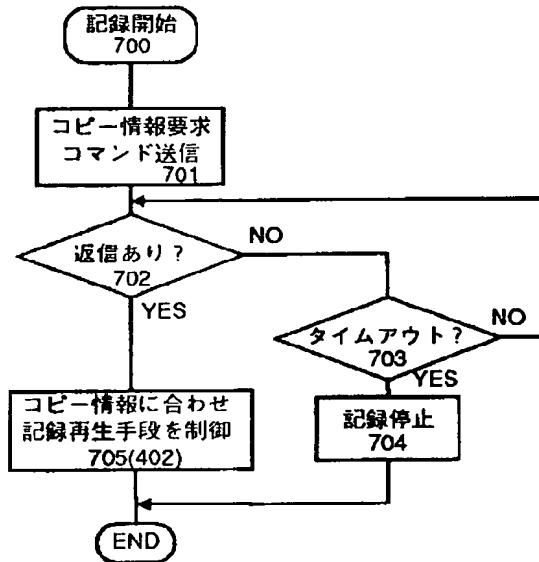 記録開始
700
コピー情報要求
コマンド送信
701
返信あり？
702
NO
YES
タイムアウト？
703
NO
YES
コピー情報に合わせ
記録再生手段を制御
705(402)
記録停止
704
END